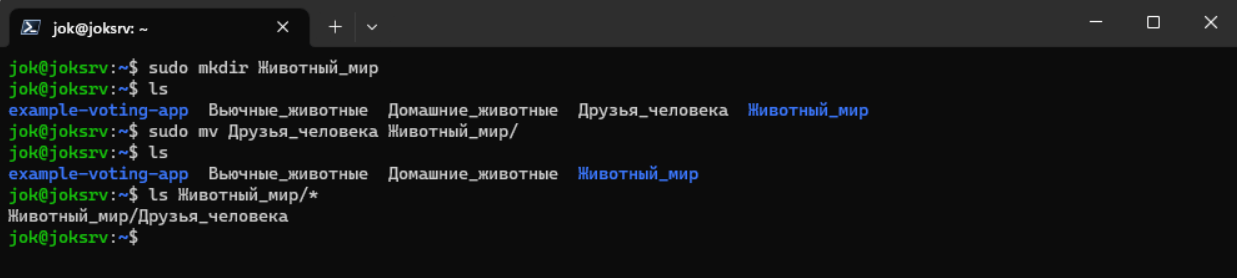 jok@joksrv: ~
jok@joksrv:~$ sudo mkdir Животный_мир
jok@joksrv:~$ ls
example-voting-app  Вьючные_животные  Домашние_животные  Друзья_человека  Животный_мир
jok@joksrv:~$ sudo mv Друзья_человека Животный_мир/
jok@joksrv:~$ ls
example-voting-app  Вьючные_животные  Домашние_животные  Животный_мир
jok@joksrv:~$ ls Животный_мир/*
Животный_мир/Друзья_человека
jok@joksrv:~$